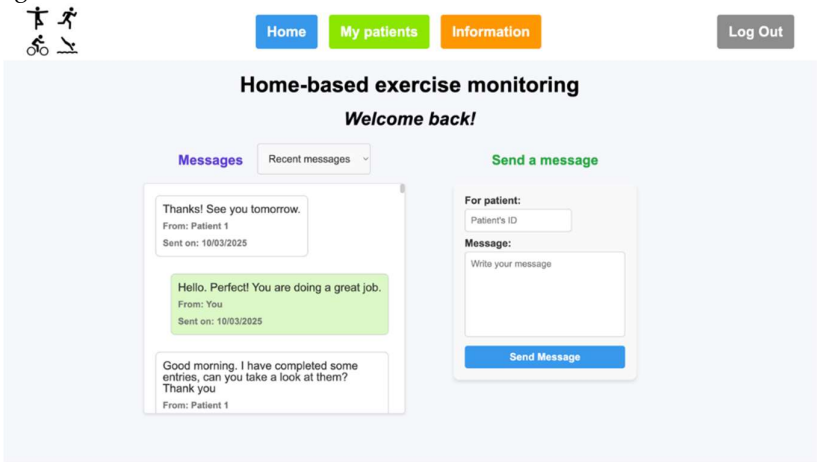 Home
My patients
Information
Log Out
Home-based exercise monitoring
Welcome back!
Messages
Recent messages
Thanks! See you tomorrow.
From: Patient 1
Sent on: 10/03/2025
Hello. Perfect! You are doing a great job.
From: You
Sent on: 10/03/2025
Good morning. I have completed some
entries, can you take a look at them?
Thank you
From: Patient 1
Send a message
For patient:
Patient's ID
Message:
Write your message
Send Message